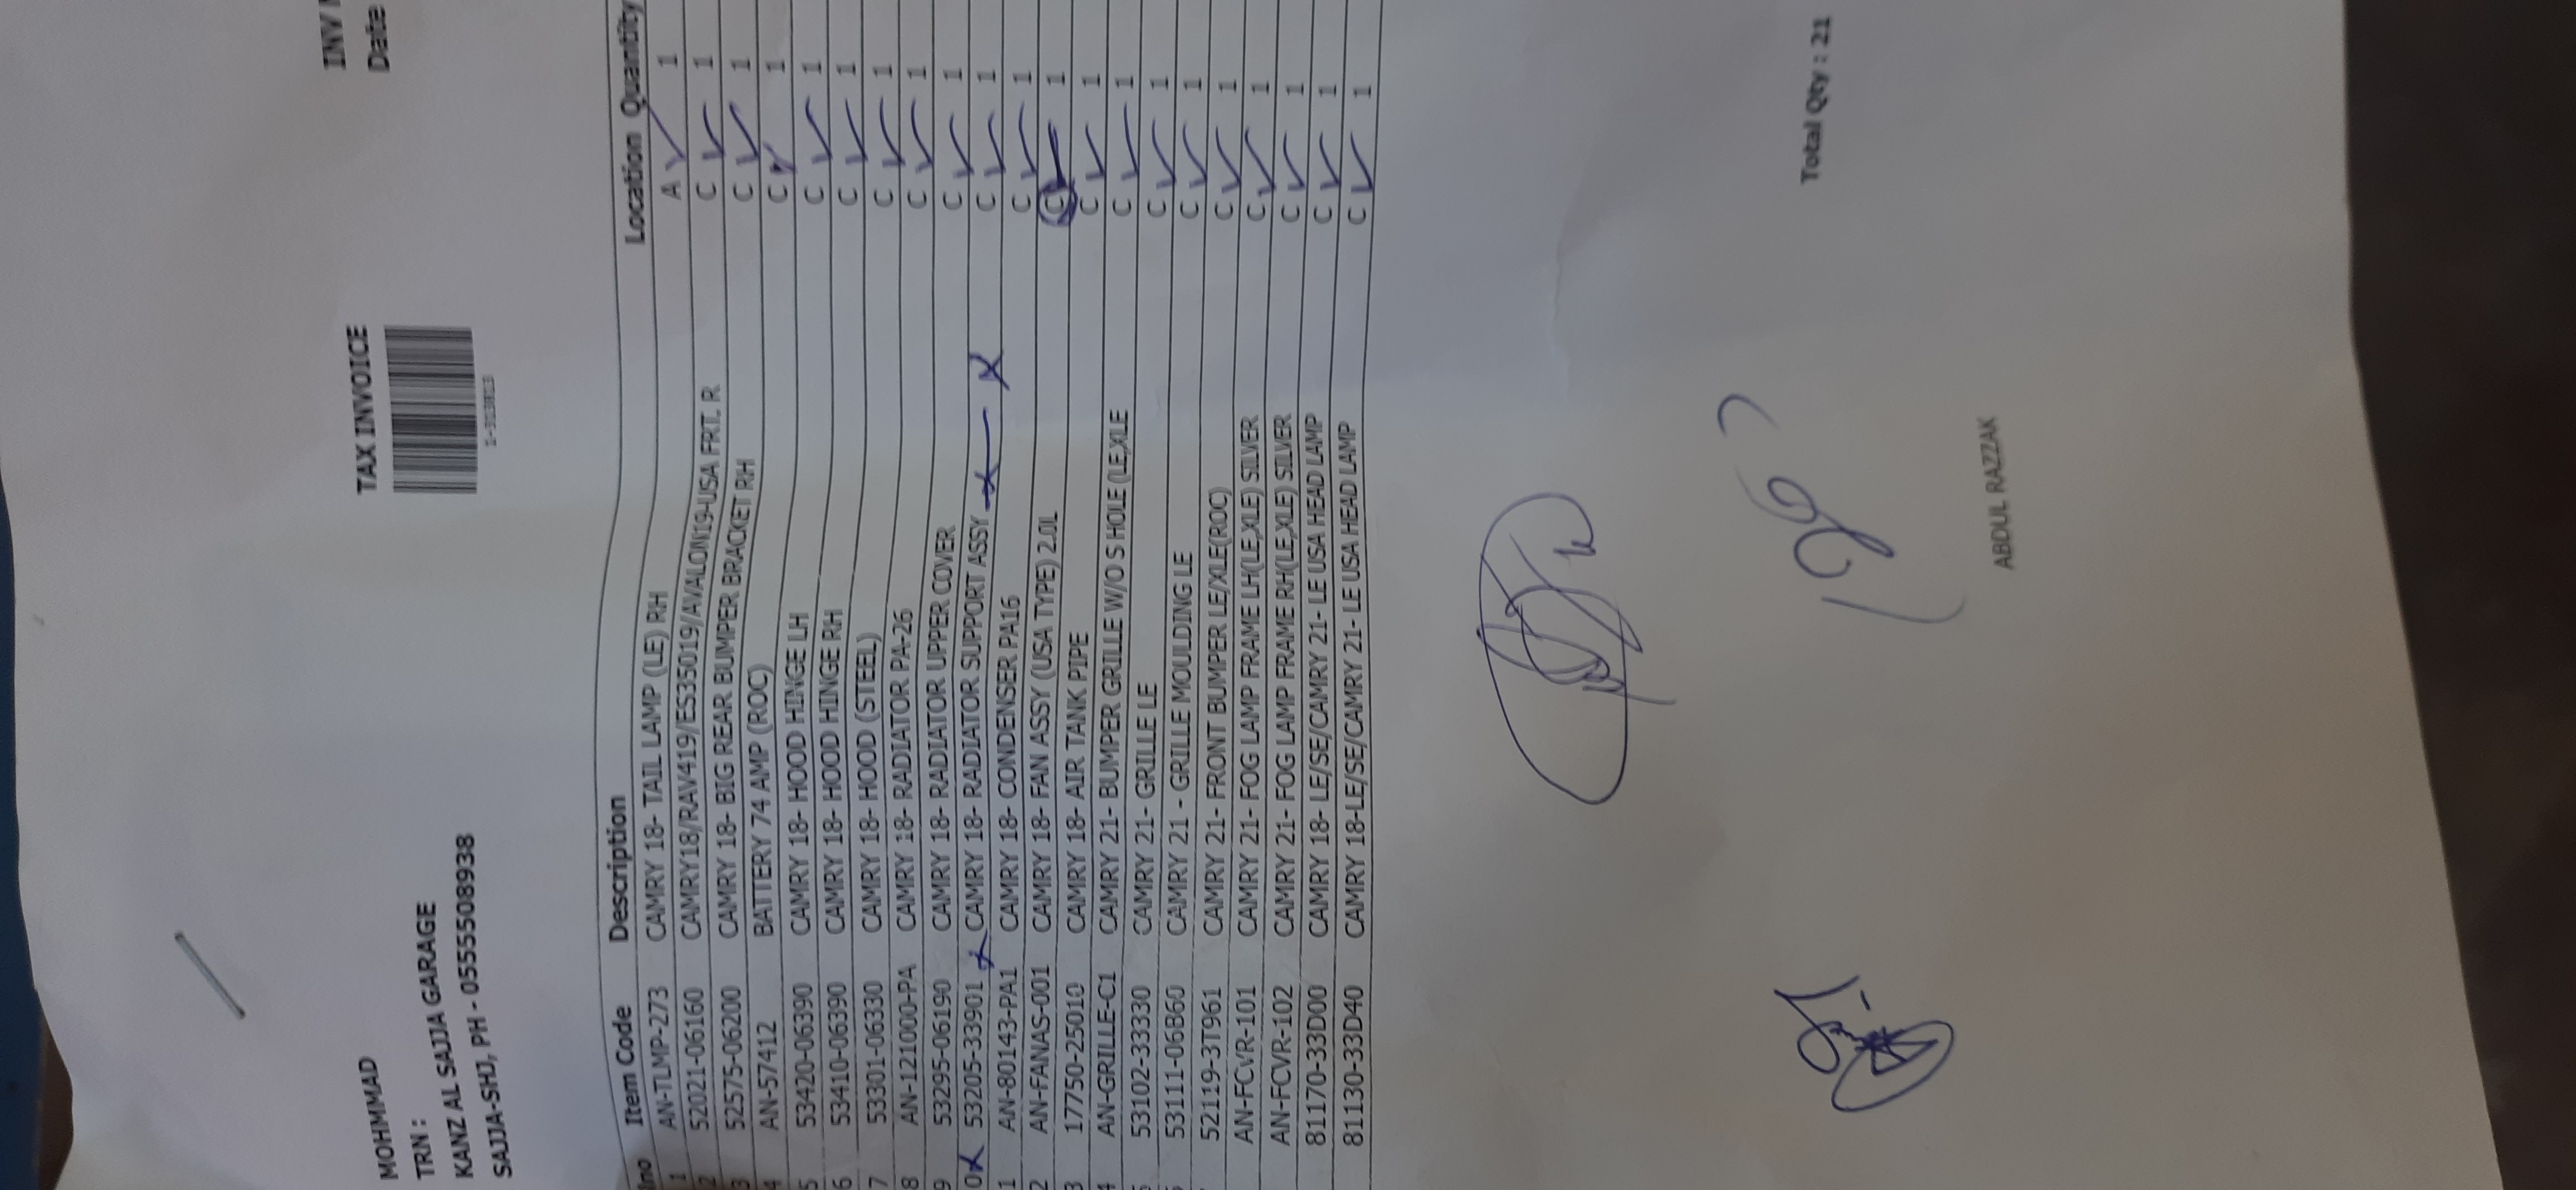 TAX INVOICE
INV
Date
MOHMMAD
TRN :
KANZ AL SAJJA GARAGE
SAJJA-SHJ, PH - 0555508938
lno Item Code Description Location Quantity
1 AN-TLMP-273 CAMRY 18- TAIL LAMP (LE) RH A 1
2 52021-06160 CAMRY18/RAV419/ES35019/AVALON19-USA FRT. R C 1
3 52575-06200 CAMRY 18- BIG REAR BUMPER BRACKET RH C 1
4 AN-57412 BATTERY 74 AMP (ROC) C 1
5 53420-06390 CAMRY 18- HOOD HINGE LH C 1
6 53410-06390 CAMRY 18- HOOD HINGE RH C 1
7 53301-06330 CAMRY 18- HOOD (STEEL) C 1
8 AN-121000-PA CAMRY 18- RADIATOR PA-26 C 1
9 53295-06190 CAMRY 18- RADIATOR UPPER COVER C 1
0 53205-33901 CAMRY 18- RADIATOR SUPPORT ASSY C 1
1 AN-80143-PA1 CAMRY 18- CONDENSER PA16 C 1
2 AN-FANAS-001 CAMRY 18- FAN ASSY (USA TYPE) 2.0L C 1
3 17750-25010 CAMRY 18- AIR TANK PIPE C 1
4 AN-GRILLE-C1 CAMRY 21- BUMPER GRILLE W/O S HOLE (LE,XLE C 1
53102-33330 CAMRY 21- GRILLE LE C 1
53111-06B60 CAMRY 21 - GRILLE MOULDING LE C 1
52119-3T961 CAMRY 21- FRONT BUMPER LE/XLE(ROC) C 1
AN-FCVR-101 CAMRY 21- FOG LAMP FRAME LH(LE,XLE) SILVER C 1
AN-FCVR-102 CAMRY 21- FOG LAMP FRAME RH(LE,XLE) SILVER C 1
81170-33D00 CAMRY 18- LE/SE/CAMRY 21- LE USA HEAD LAMP C 1
81130-33D40 CAMRY 18-LE/SE/CAMRY 21- LE USA HEAD LAMP C 1
Total Qty : 21
ABDUL RAZZAK